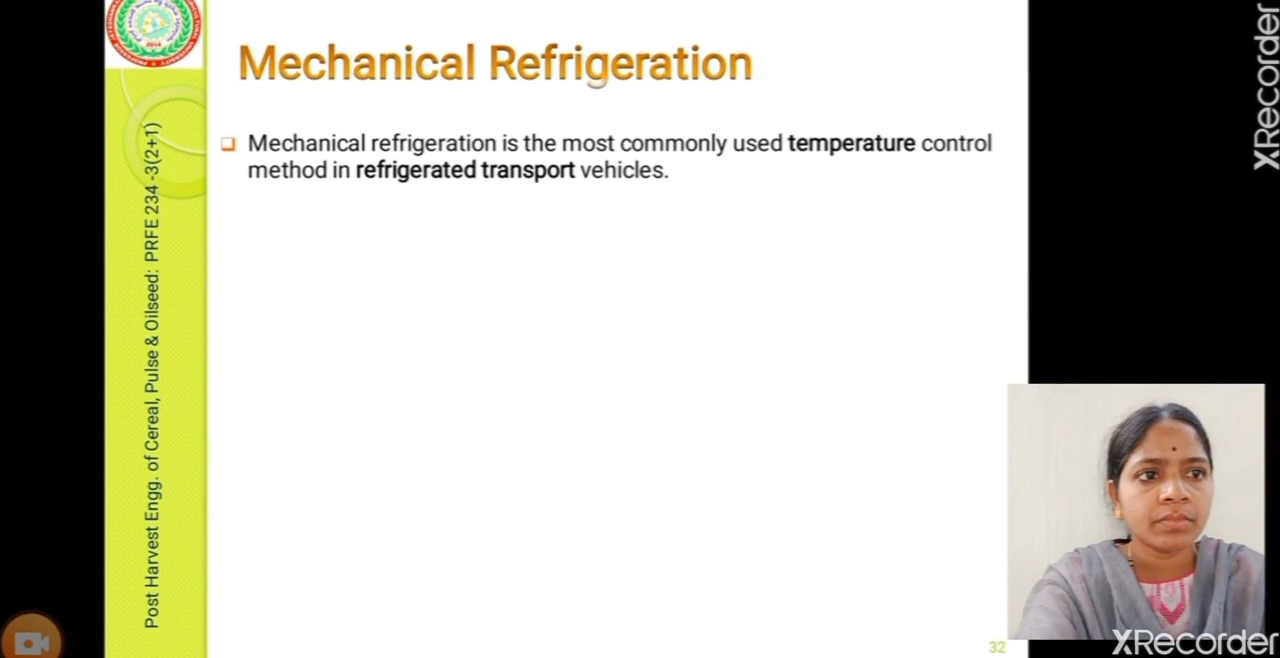 Mechanical Refrigeration
Mechanical refrigeration is the most commonly used temperature control
method in refrigerated transport vehicles.
Post Harvest Engg. of Cereal, Pulse & Oilseed: PRFE 234 -3(2+1)
2014
32
XRecorder
XRecorder